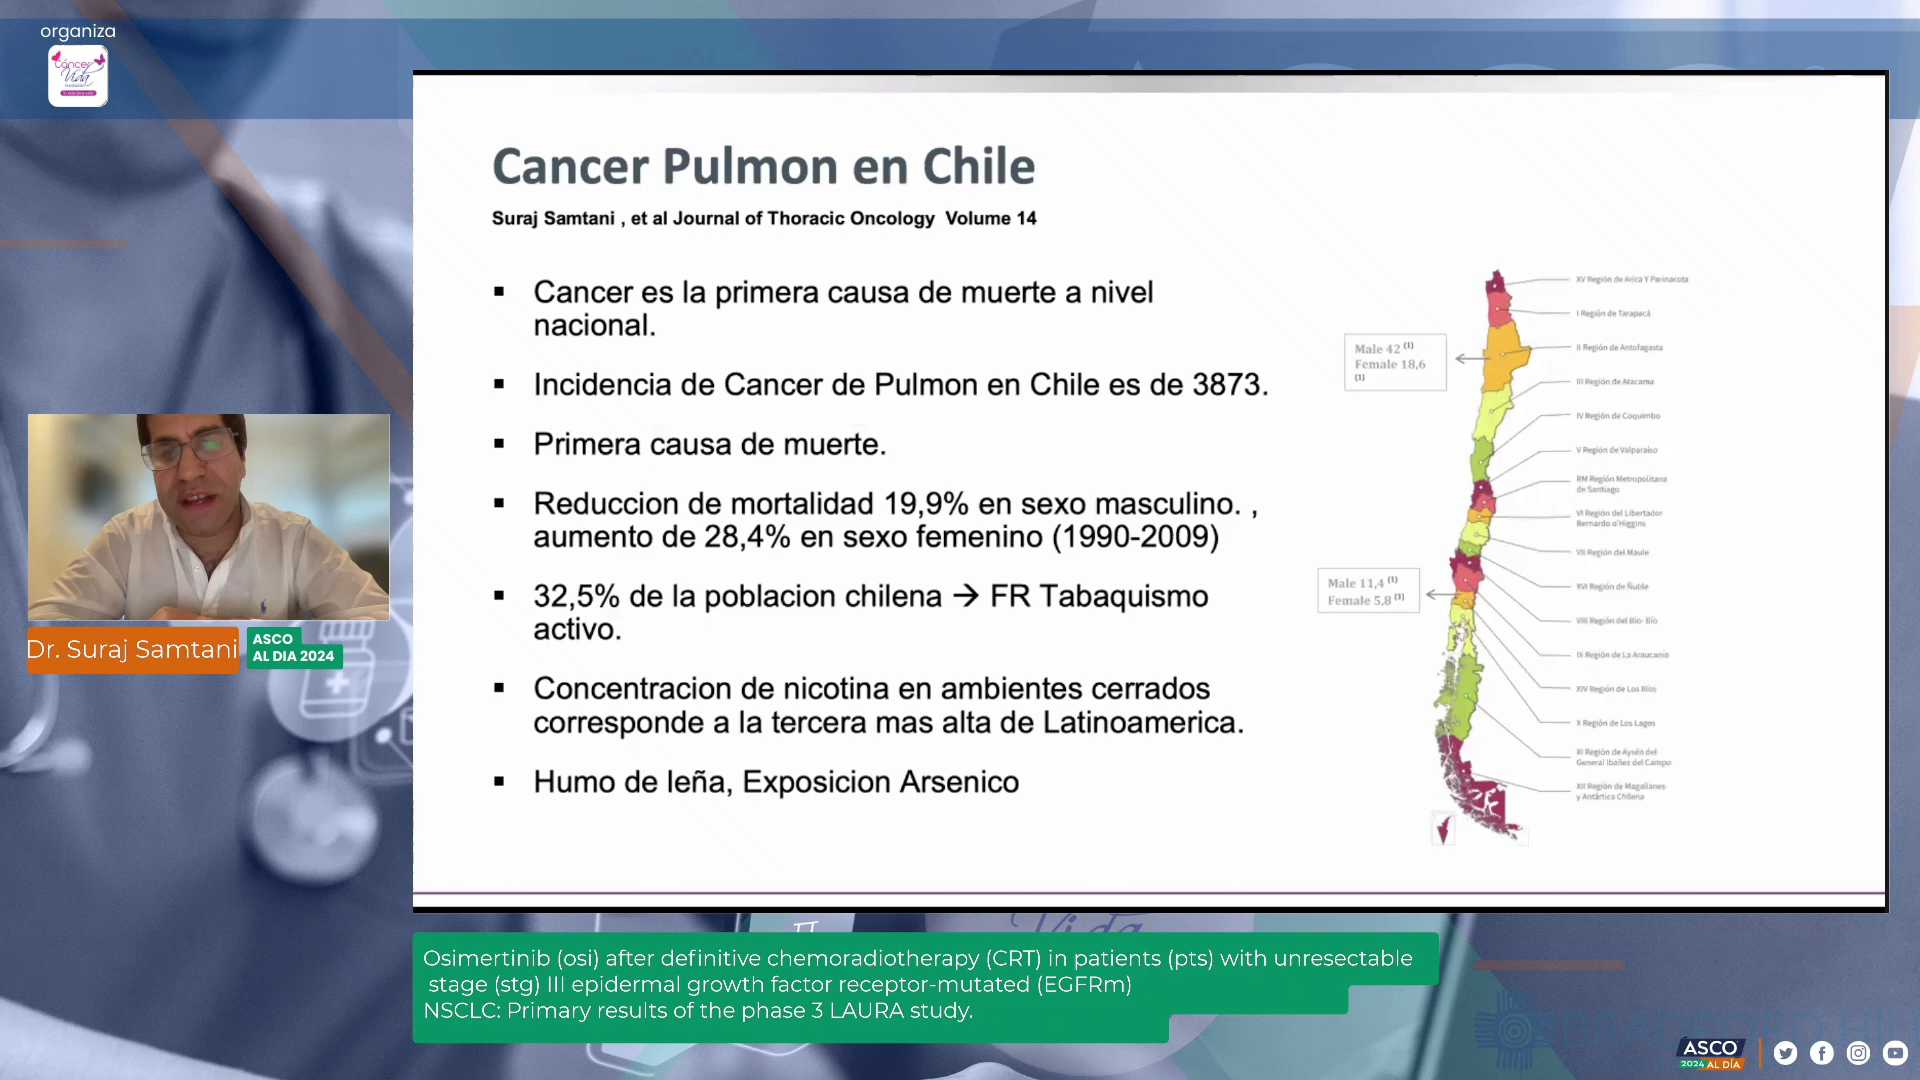 organiza
Cáncer
Vida
Cancer Pulmon en Chile
Suraj Samtani , et al Journal of Thoracic Oncology Volume 14
▪ Cancer es la primera causa de muerte a nivel
nacional.
▪ Incidencia de Cancer de Pulmon en Chile es de 3873.
▪ Primera causa de muerte.
▪ Reduccion de mortalidad 19,9% en sexo masculino. ,
aumento de 28,4% en sexo femenino (1990-2009)
▪ 32,5% de la poblacion chilena → FR Tabaquismo
activo.
▪ Concentracion de nicotina en ambientes cerrados
corresponde a la tercera mas alta de Latinoamerica.
▪ Humo de leña, Exposicion Arsenico
Male 42 (1)
Female 18,6
(1)
Male 11,4 (1)
Female 5,8 (1)
XV Región de Arica Y Parinacota
I Región de Tarapacá
II Región de Antofagasta
III Región de Atacama
IV Región de Coquimbo
V Región de Valparaíso
RM Región Metropolitana
de Santiago
VI Región del Libertador
Bernardo o'Higgins
VII Región del Maule
XVI Región de Ñuble
VIII Región del Bío- Bío
IX Región de La Araucanía
XIV Región de Los Ríos
X Región de Los Lagos
XI Región de Aysén del
General Ibañez del Campo
XII Región de Magallanes
y Antártica Chilena
Dr. Suraj Samtani
ASCO
AL DIA 2024
Vida
Osimertinib (osi) after definitive chemoradiotherapy (CRT) in patients (pts) with unresectable
stage (stg) III epidermal growth factor receptor-mutated (EGFRm)
NSCLC: Primary results of the phase 3 LAURA study.
BRADFORD HILL
ASCO
2024 AL DÍA